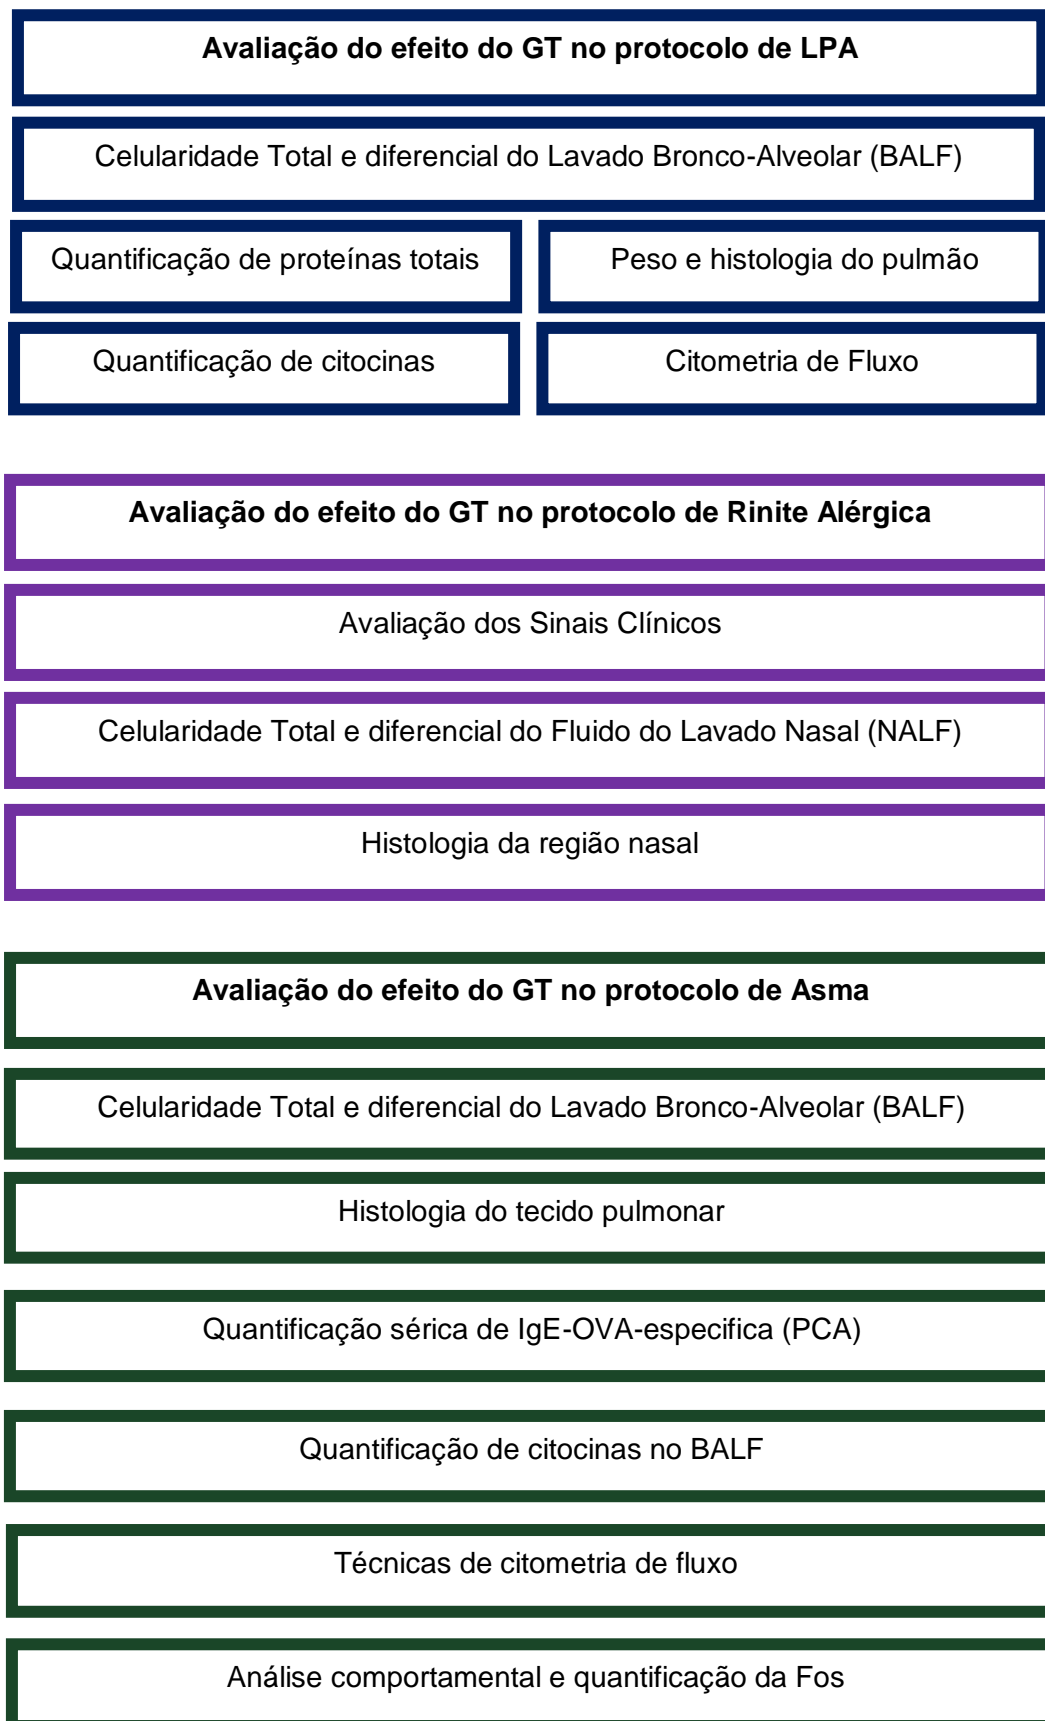 Avaliação do efeito do GT no protocolo de LPA
Celularidade Total e diferencial do Lavado Bronco-Alveolar (BALF)
Quantificação de proteínas totais
Peso e histologia do pulmão
Quantificação de citocinas
Citometria de Fluxo
Avaliação do efeito do GT no protocolo de Rinite Alérgica
Avaliação dos Sinais Clínicos
Celularidade Total e diferencial do Fluido do Lavado Nasal (NALF)
Histologia da região nasal
Avaliação do efeito do GT no protocolo de Asma
Celularidade Total e diferencial do Lavado Bronco-Alveolar (BALF)
Histologia do tecido pulmonar
Quantificação sérica de IgE-OVA-especifica (PCA)
Quantificação de citocinas no BALF
Técnicas de citometria de fluxo
Análise comportamental e quantificação da Fos